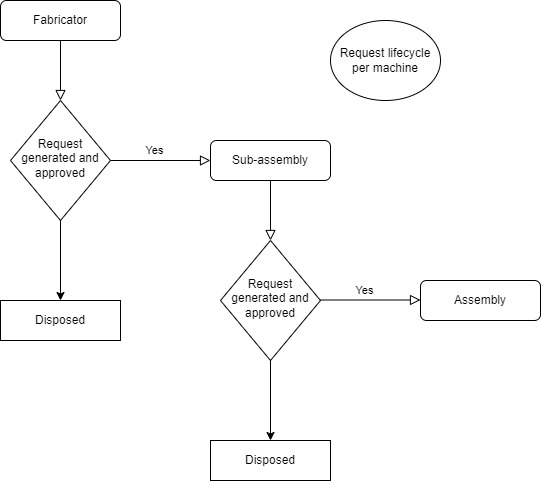 Fabricator
Request lifecycle
per machine
Request
generated and
approved
Yes
Sub-assembly
Request
generated and
approved
Yes
Assembly
Disposed
Disposed